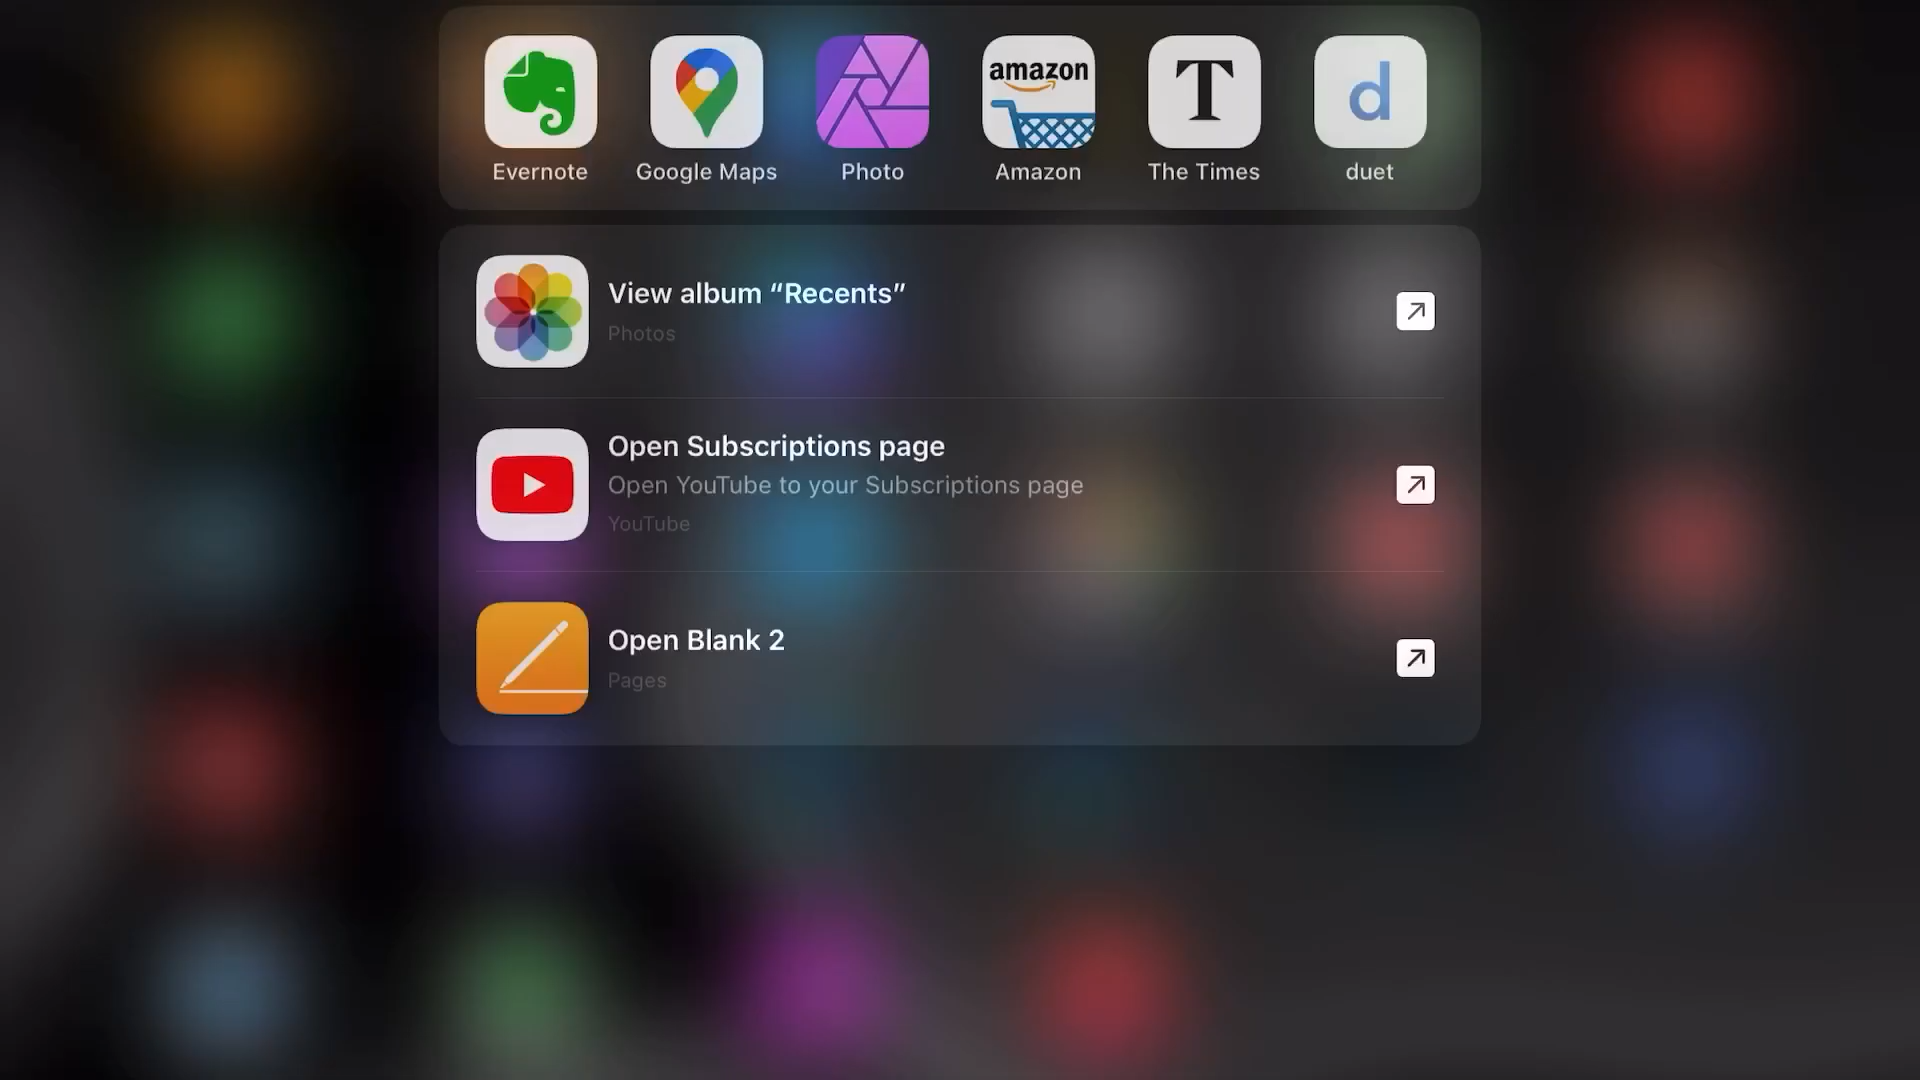 amazon
T
d
Evernote
Google Maps
Photo
Amazon
The Times
duet
View album “Recents”
Photos
Open Subscriptions page
Open YouTube to your Subscriptions page
YouTube
Open Blank 2
Pages